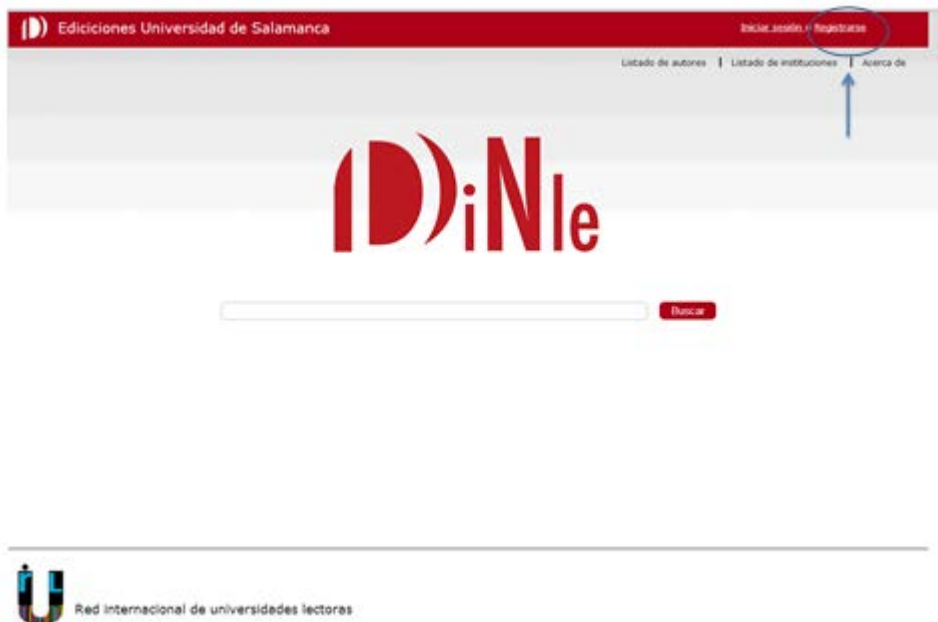 Ediciciones Universidad de Salamanca
Iniciar sesión o Registrarse
Listado de autores | Listado de instituciones | Acerca de
DiNle
Buscar
Red internacional de universidades lectoras